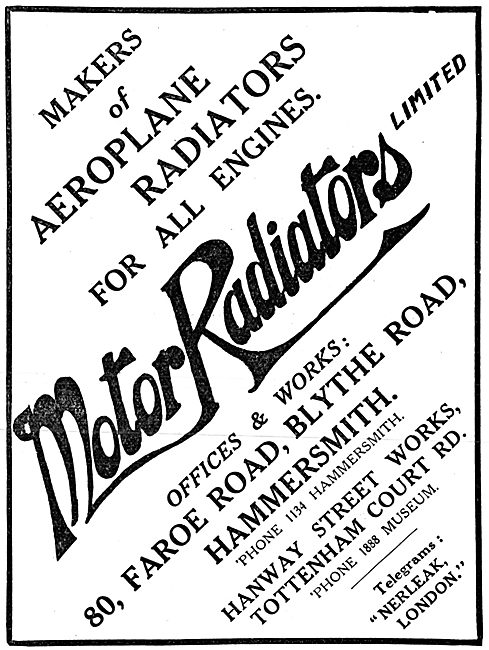 MAKERS
of
AEROPLANE
RADIATORS
FOR ALL ENGINES.
Motor Radiators LIMITED
OFFICES & WORKS:
80, FAROE ROAD, BLYTHE ROAD,
HAMMERSMITH.
'PHONE 1134 HAMMERSMITH.
HANWAY STREET WORKS,
TOTTENHAM COURT RD.
'PHONE 1888 MUSEUM.
Telegrams:
"NERLEAK,
LONDON."